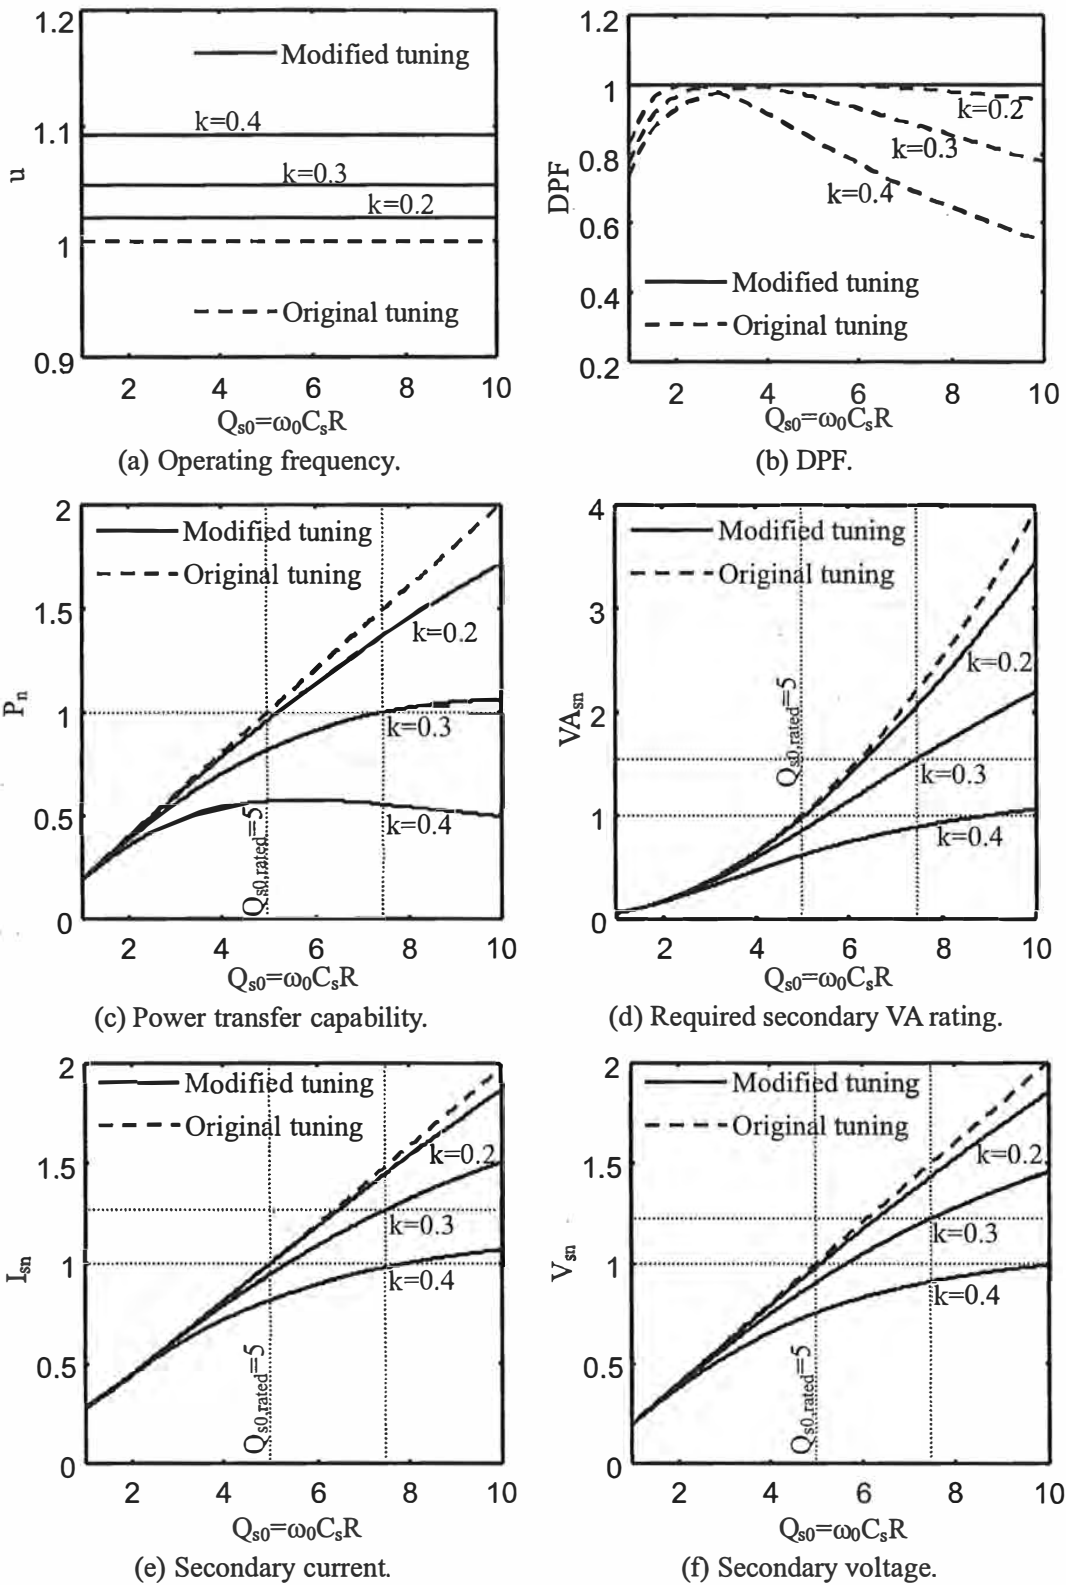 1.2
1.1
1
0.9
u
Modified tuning
k=0.4
k=0.3
k=0.2
Original tuning
2 4 6 8 10
Qs0=ω0CsR
(a) Operating frequency.
1.2
1
0.8
0.6
0.4
0.2
DPF
k=0.2
k=0.3
k=0.4
Modified tuning
Original tuning
2 4 6 8 10
Qs0=ω0CsR
(b) DPF.
2
1.5
1
0.5
0
Pn
Modified tuning
Original tuning
k=0.2
k=0.3
k=0.4
Qs0,rated=5
2 4 6 8 10
Qs0=ω0CsR
(c) Power transfer capability.
4
3
2
1
0
VAsn
Modified tuning
Original tuning
k=0.2
k=0.3
k=0.4
Qs0,rated=5
2 4 6 8 10
Qs0=ω0CsR
(d) Required secondary VA rating.
2
1.5
1
0.5
0
Isn
Modified tuning
Original tuning
k=0.2
k=0.3
k=0.4
Qs0,rated=5
2 4 6 8 10
Qs0=ω0CsR
(e) Secondary current.
2
1.5
1
0.5
0
Vsn
Modified tuning
Original tuning
k=0.2
k=0.3
k=0.4
Qs0,rated=5
2 4 6 8 10
Qs0=ω0CsR
(f) Secondary voltage.